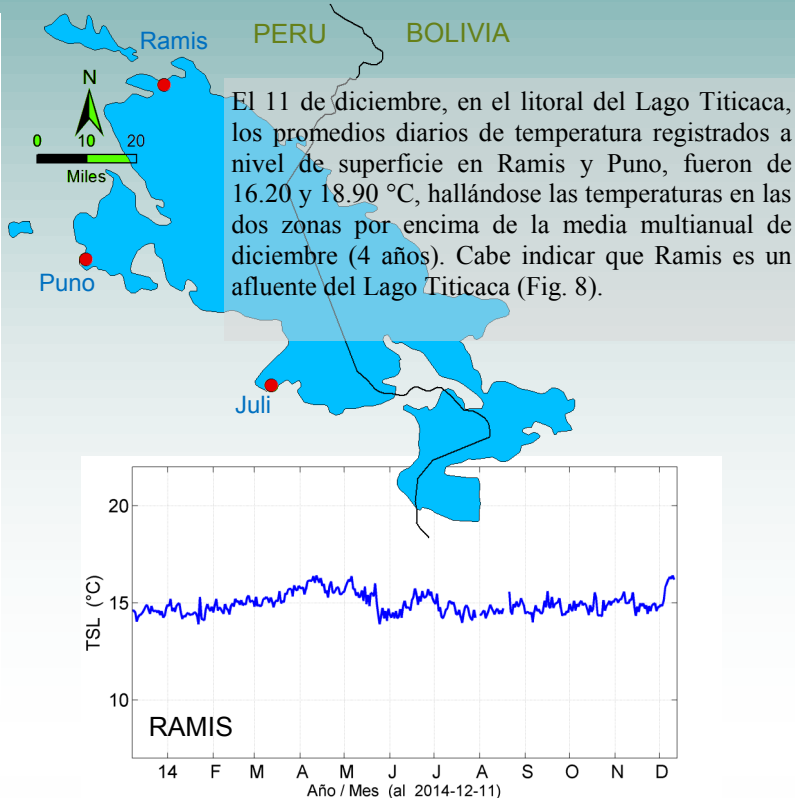 Ramis
PERU
BOLIVIA
N
0 10 20
Miles
El 11 de diciembre, en el litoral del Lago Titicaca,
los promedios diarios de temperatura registrados a
nivel de superficie en Ramis y Puno, fueron de
16.20 y 18.90 °C, hallándose las temperaturas en las
dos zonas por encima de la media multianual de
diciembre (4 años). Cabe indicar que Ramis es un
afluente del Lago Titicaca (Fig. 8).
Puno
Juli
20
15
10
TSL (°C)
RAMIS
14 F M A M J J A S O N D
Año / Mes (al 2014-12-11)